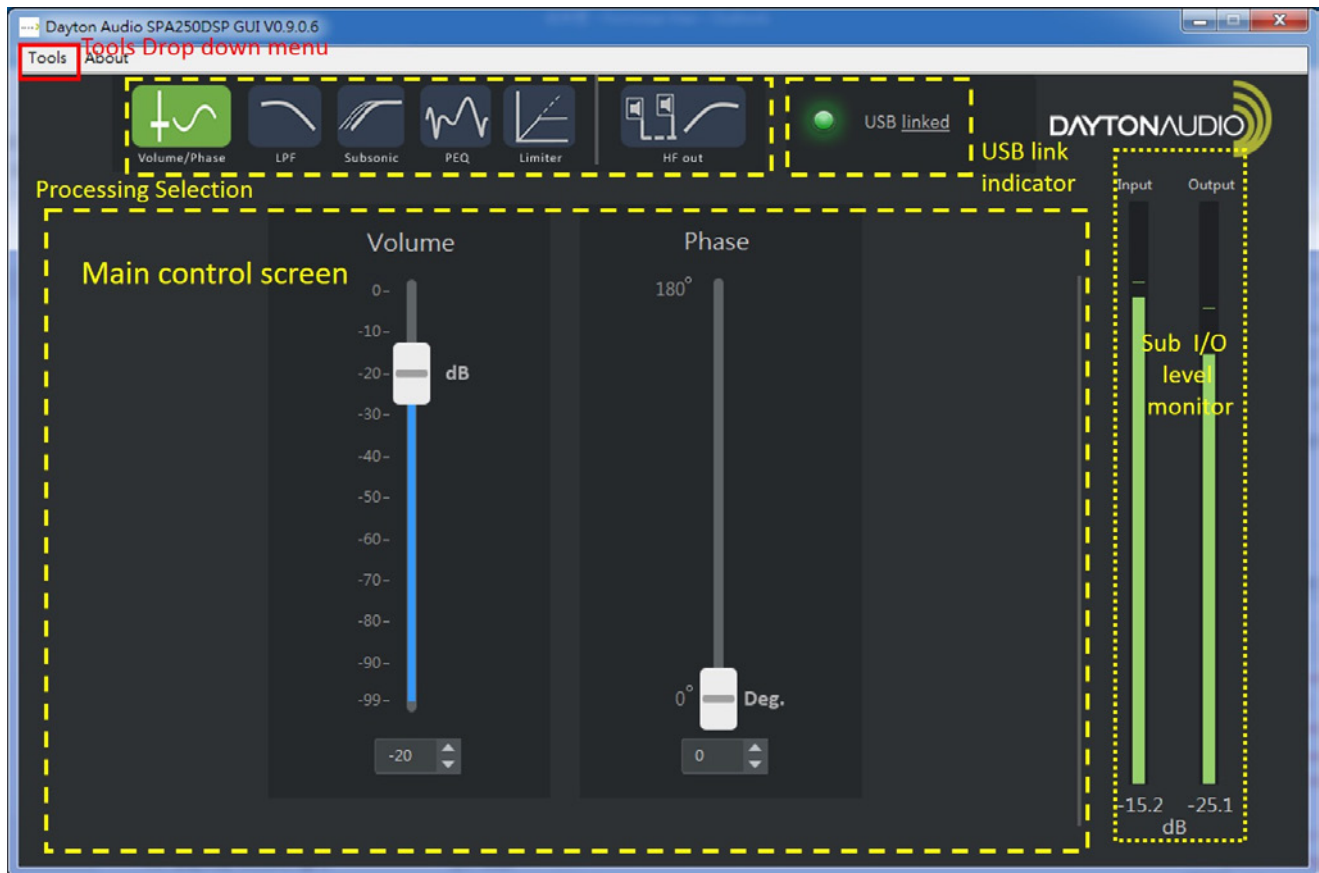 Dayton Audio SPA250DSP GUI V0.9.0.6
Tools Drop down menu
Tools About
Volume/Phase LPF Subsonic PEQ Limiter HF out
USB linked
DAYTONAUDIO
USB link
indicator
Processing Selection
Input Output
Main control screen
Volume
0-
-10-
-20- dB
-30-
-40-
-50-
-60-
-70-
-80-
-90-
-99-
-20
Phase
180°
0° Deg.
0
Sub I/O
level
monitor
-15.2 -25.1
dB